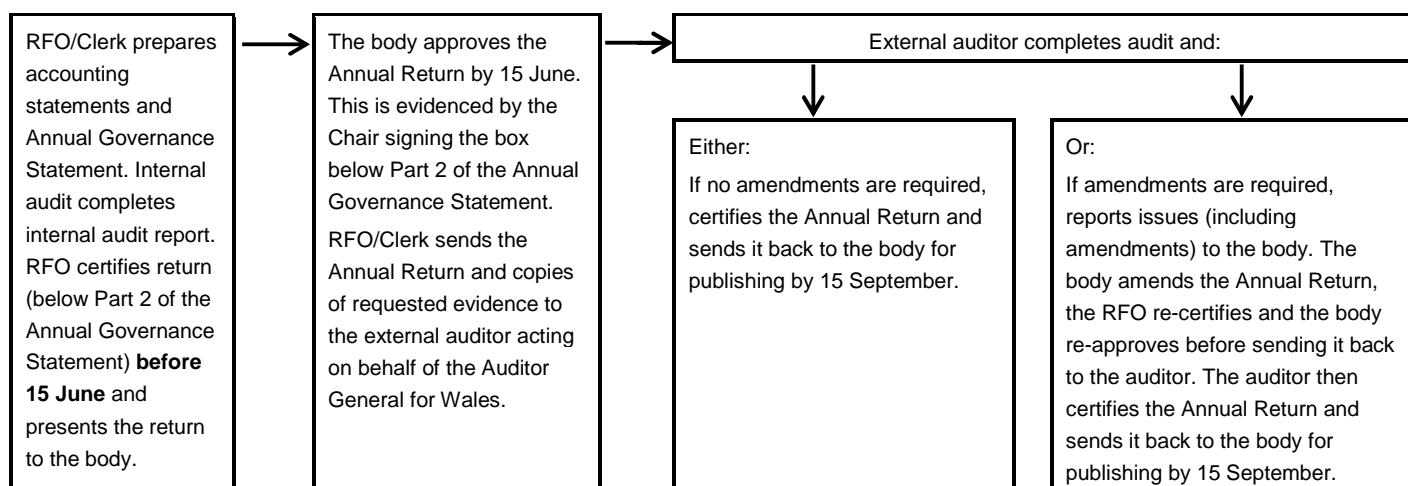 RFO/Clerk prepares
accounting
statements and
Annual Governance
Statement. Internal
audit completes
internal audit report.
RFO certifies return
(below Part 2 of the
Annual Governance
Statement) before
15 June and
presents the return
to the body.
The body approves the
Annual Return by 15 June.
This is evidenced by the
Chair signing the box
below Part 2 of the Annual
Governance Statement.
RFO/Clerk sends the
Annual Return and copies
of requested evidence to
the external auditor acting
on behalf of the Auditor
General for Wales.
External auditor completes audit and:
Either:
If no amendments are required,
certifies the Annual Return and
sends it back to the body for
publishing by 15 September.
Or:
If amendments are required,
reports issues (including
amendments) to the body. The
body amends the Annual Return,
the RFO re-certifies and the body
re-approves before sending it back
to the auditor. The auditor then
certifies the Annual Return and
sends it back to the body for
publishing by 15 September.